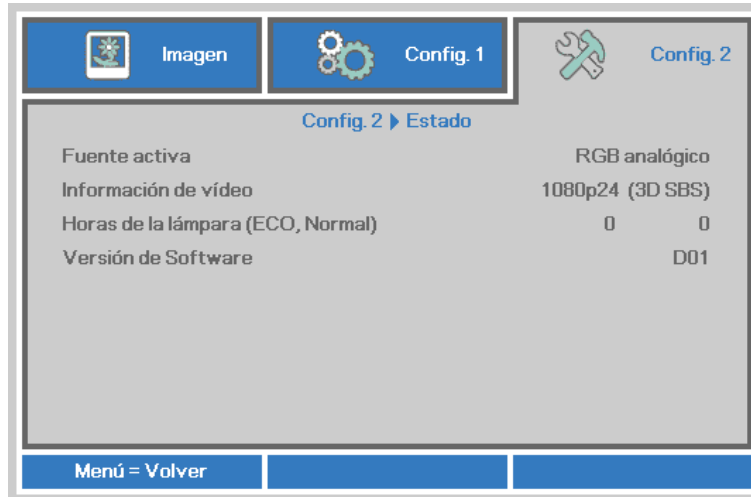 Imagen
Config. 1
Config. 2
Config. 2 ▶ Estado
Fuente activa RGB analógico
Información de vídeo 1080p24 (3D SBS)
Horas de la lámpara (ECO, Normal) 0 0
Versión de Software D01
Menú = Volver